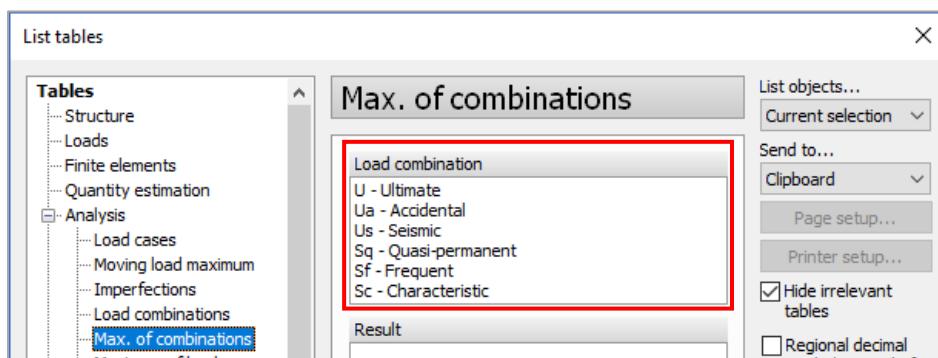 List tables
Tables
Structure
Loads
Finite elements
Quantity estimation
Analysis
Load cases
Moving load maximum
Imperfections
Load combinations
Max. of combinations
Max. of combinations
Load combination
U - Ultimate
Ua - Accidental
Us - Seismic
Sq - Quasi-permanent
Sf - Frequent
Sc - Characteristic
Result
List objects...
Current selection
Send to...
Clipboard
Page setup...
Printer setup...
Hide irrelevant
tables
Regional decimal